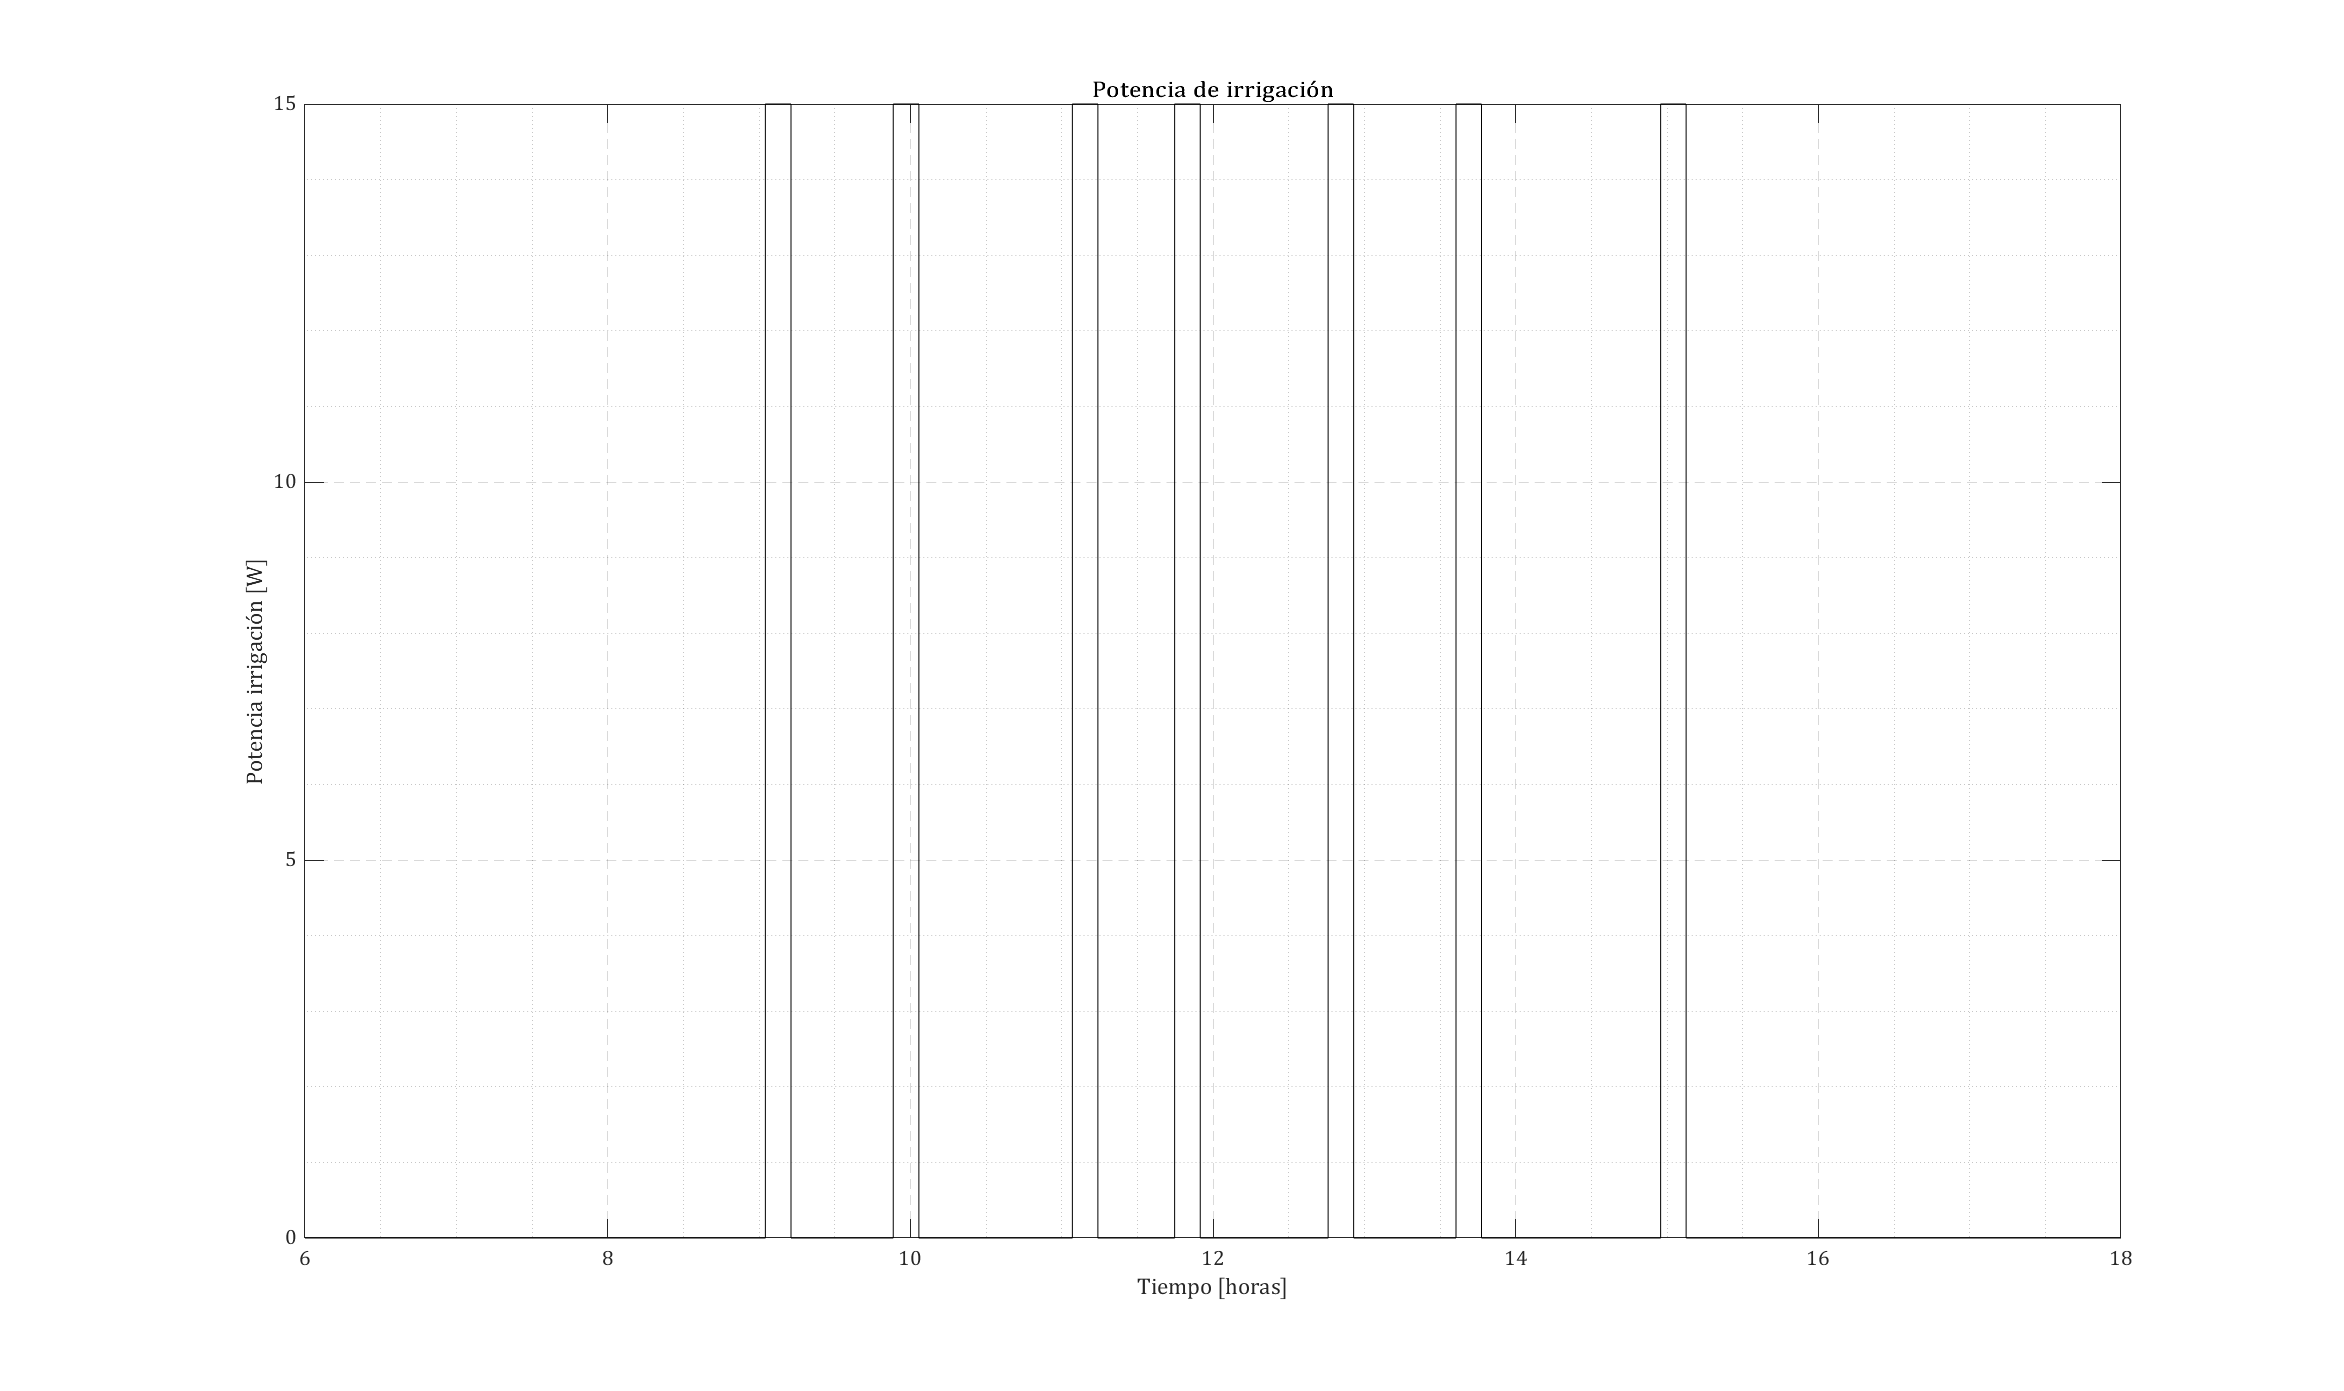 Potencia de irrigación
15
10
5
0
Potencia irrigación [W]
6 8 10 12 14 16 18
Tiempo [horas]